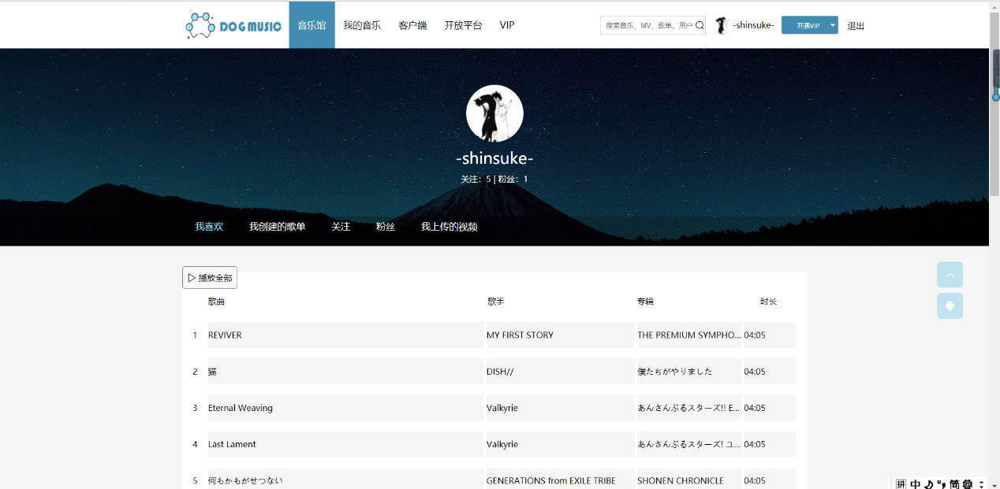 DOG MUSIC 音乐馆 我的音乐 客户端 开放平台 VIP 搜索音乐、MV、歌单、用户 -shinsuke- 开通VIP 退出
-shinsuke-
关注：5 | 粉丝：1
我喜欢 我创建的歌单 关注 粉丝 我上传的视频
播放全部
歌曲 歌手 专辑 时长
1 REVIVER MY FIRST STORY THE PREMIUM SYMPHO... 04:05
2 猫 DISH// 僕たちがやりました 04:05
3 Eternal Weaving Valkyrie あんさんぶるスターズ!! E... 04:05
4 Last Lament Valkyrie あんさんぶるスターズ! ユ... 04:05
5 何もかもがせつない GENERATIONS from EXILE TRIBE SHONEN CHRONICLE 04:05
拼 中 简